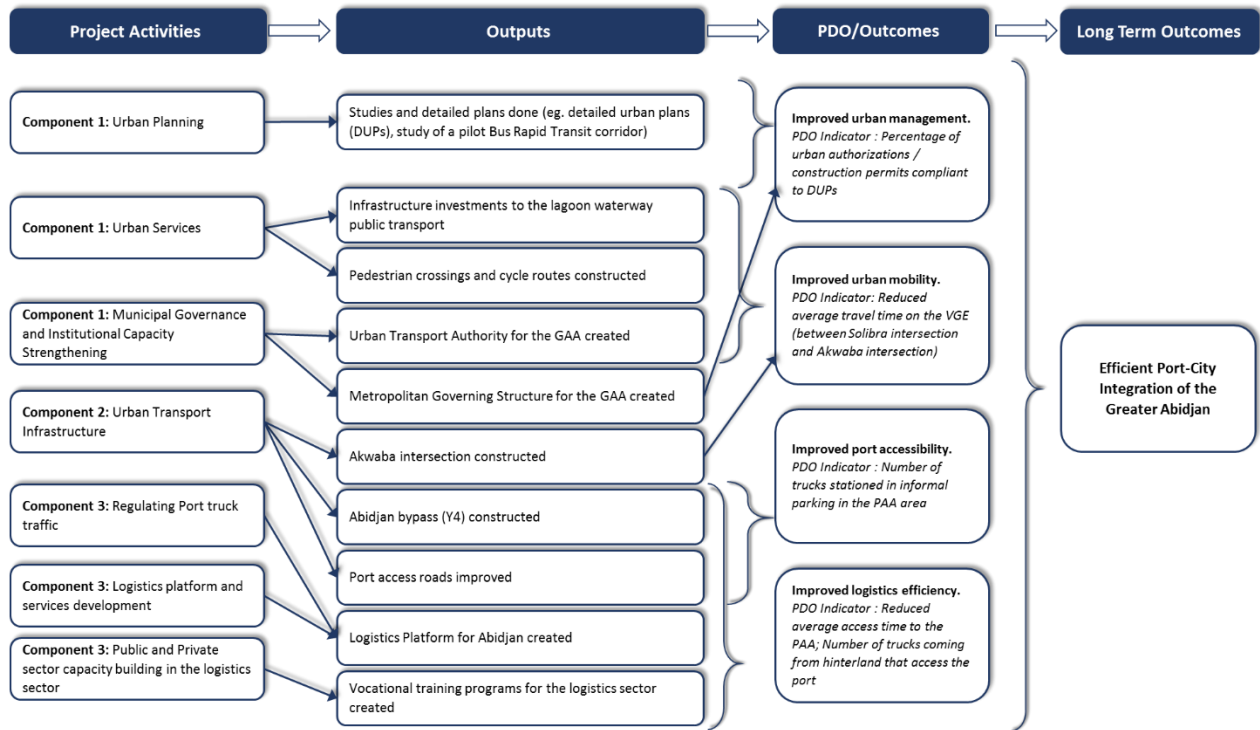 Project Activities
Outputs
PDO/Outcomes
Long Term Outcomes
Component 1: Urban Planning
Component 1: Urban Services
Component 1: Municipal Governance
and Institutional Capacity
Strengthening
Component 2: Urban Transport
Infrastructure
Component 3: Regulating Port truck
traffic
Component 3: Logistics platform and
services development
Component 3: Public and Private
sector capacity building in the logistics
sector
Studies and detailed plans done (eg. detailed urban plans
(DUPs), study of a pilot Bus Rapid Transit corridor)
Infrastructure investments to the lagoon waterway
public transport
Pedestrian crossings and cycle routes constructed
Urban Transport Authority for the GAA created
Metropolitan Governing Structure for the GAA created
Akwaba intersection constructed
Abidjan bypass (Y4) constructed
Port access roads improved
Logistics Platform for Abidjan created
Vocational training programs for the logistics sector
created
Improved urban management.
PDO Indicator : Percentage of
urban authorizations /
construction permits compliant
to DUPs
Improved urban mobility.
PDO Indicator: Reduced
average travel time on the VGE
(between Solibra intersection
and Akwaba intersection)
Improved port accessibility.
PDO Indicator : Number of
trucks stationed in informal
parking in the PAA area
Improved logistics efficiency.
PDO Indicator : Reduced
average access time to the
PAA; Number of trucks coming
from hinterland that access the
port
Efficient Port-City
Integration of the
Greater Abidjan